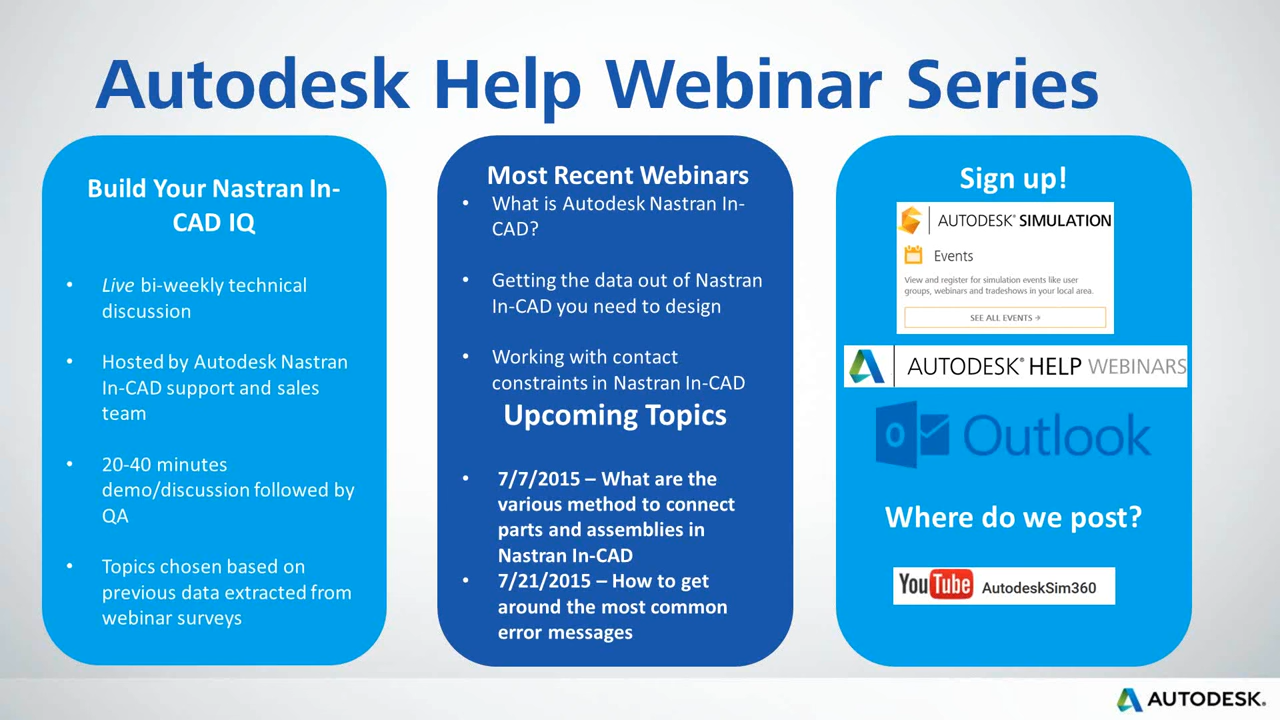 Autodesk Help Webinar Series
Build Your Nastran In-
CAD IQ
• Live bi-weekly technical
discussion
• Hosted by Autodesk Nastran
In-CAD support and sales
team
• 20-40 minutes
demo/discussion followed by
QA
• Topics chosen based on
previous data extracted from
webinar surveys
Most Recent Webinars
• What is Autodesk Nastran In-
CAD?
• Getting the data out of Nastran
In-CAD you need to design
• Working with contact
constraints in Nastran In-CAD
Upcoming Topics
• 7/7/2015 – What are the
various method to connect
parts and assemblies in
Nastran In-CAD
• 7/21/2015 – How to get
around the most common
error messages
Sign up!
AUTODESK® SIMULATION
Events
View and register for simulation events like user
groups, webinars and tradeshows in your local area.
SEE ALL EVENTS →
AUTODESK® HELP WEBINARS
Outlook
Where do we post?
YouTube AutodeskSim360
AUTODESK.